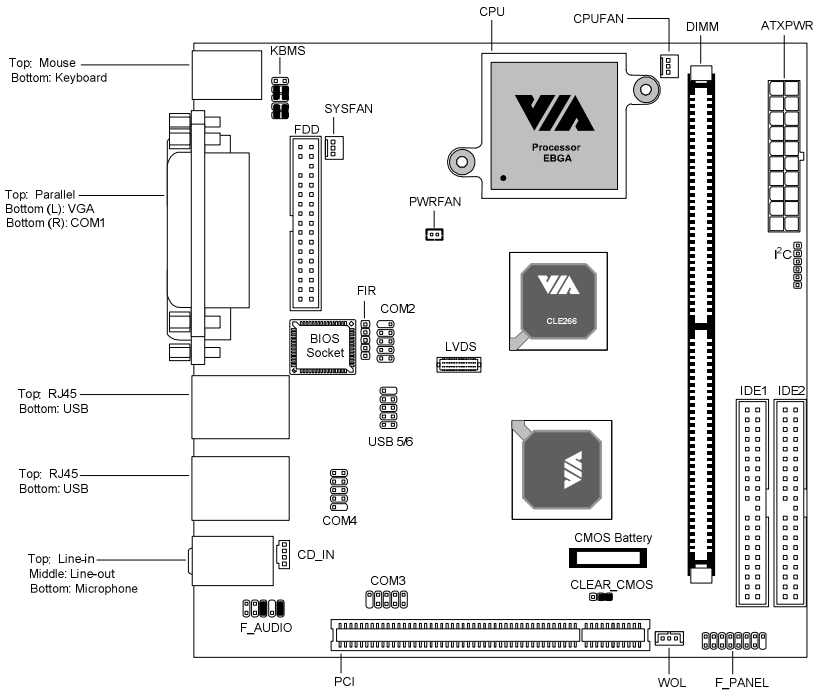 CPU
CPUFAN
DIMM
ATXPWR
Top: Mouse
Bottom: Keyboard
KBMS
SYSFAN
FDD
VIA
Processor
EBGA
Top: Parallel
Bottom (L): VGA
Bottom (R): COM1
PWRFAN
I²C
FIR
COM2
VIA
CLE266
BIOS
Socket
LVDS
Top: RJ45
Bottom: USB
IDE1
IDE2
USB 5/6
Top: RJ45
Bottom: USB
VIA
COM4
CMOS Battery
Top: Line-in
Middle: Line-out
Bottom: Microphone
CD_IN
COM3
CLEAR_CMOS
F_AUDIO
PCI
WOL
F_PANEL